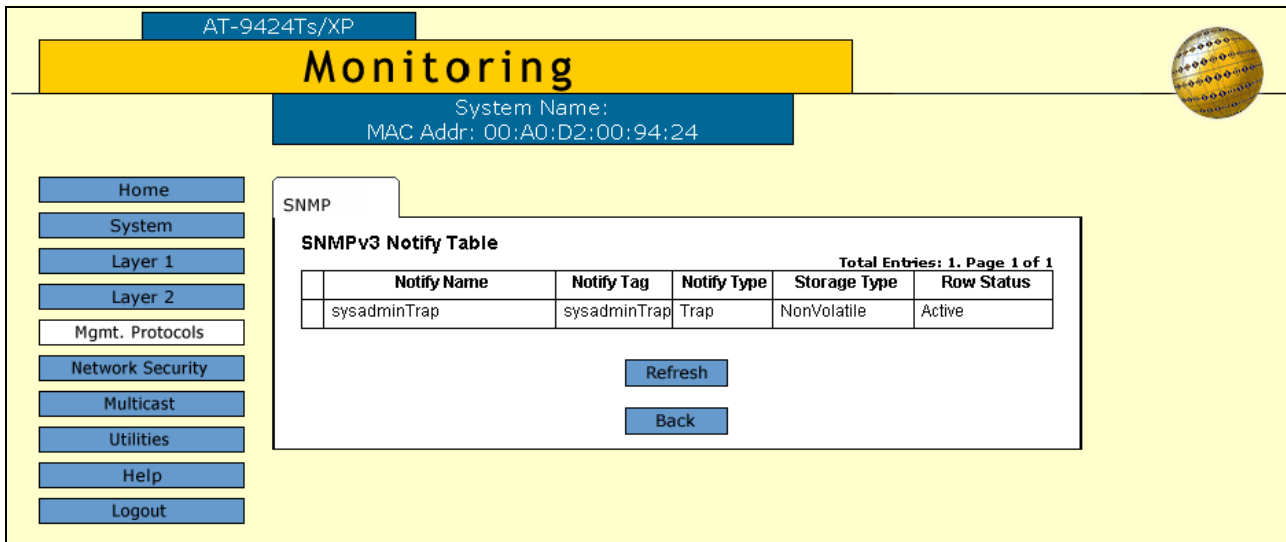 AT-9424Ts/XP
Monitoring
System Name:
MAC Addr: 00:A0:D2:00:94:24
Home
System
Layer 1
Layer 2
Mgmt. Protocols
Network Security
Multicast
Utilities
Help
Logout
SNMP
SNMPv3 Notify Table
Total Entries: 1. Page 1 of 1
Notify Name Notify Tag Notify Type Storage Type Row Status
sysadminTrap sysadminTrap Trap NonVolatile Active
Refresh
Back